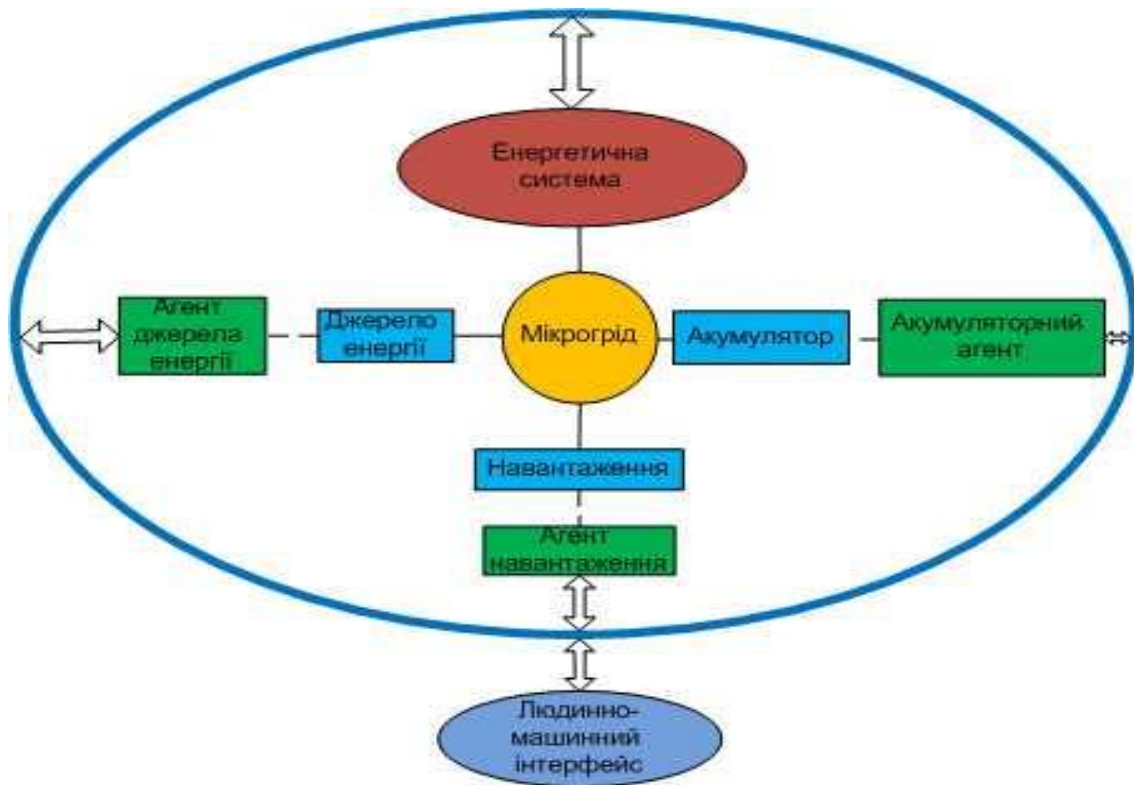 Енергетична
система
Агент
джерела
енергії
Джерело
енергії
Мікрогрід
Акумулятор
Акумуляторний
агент
Навантаження
Агент
навантаження
Людинно-
машинний
інтерфейс